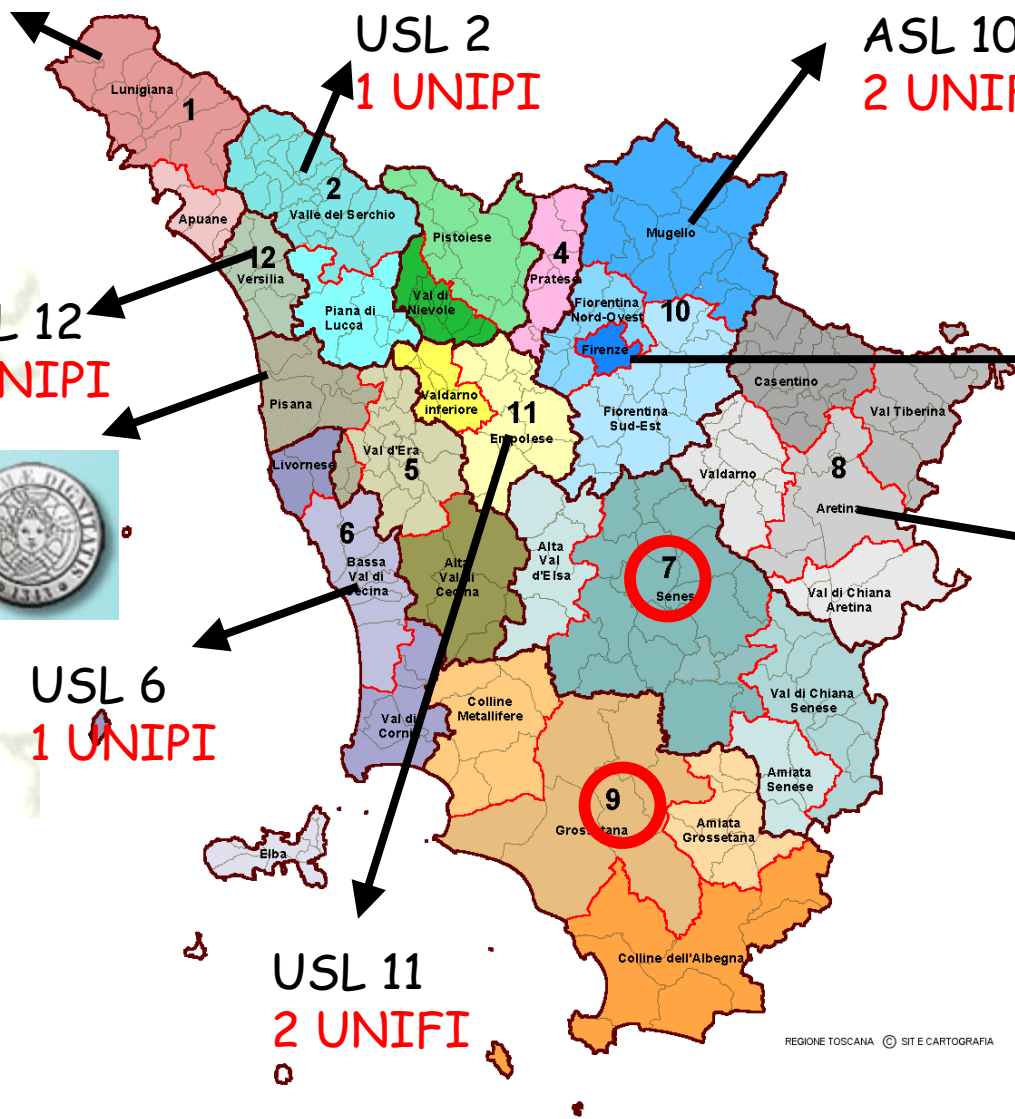 USL 2
1 UNIPI
ASL 10
2 UNIF
Lunigiana
1
2
Valle del Serchio
Apuane
Pistoiese
4
Pratese
Mugello
12
Versilia
L 12
NIPI
Piana di
Lucca
Val di
Nievole
Fiorentina
Nord-Ovest
10
Firenze
Casentino
Val Tiberina
Pisana
Valdarno
inferiore
11
Empolese
Fiorentina
Sud-Est
Livornese
Val d'Era
5
Valdarno
8
Aretina
6
Bassa
Val di
Cecina
Alta
Val di
Cecina
Alta
Val
d'Elsa
7
Senese
Val di Chiana
Aretina
USL 6
1 UNIPI
Val di
Cornia
Colline
Metallifere
Val di Chiana
Senese
Amiata
Senese
9
Grossetana
Amiata
Grossetana
Elba
USL 11
2 UNIFI
Colline dell'Albegna
REGIONE TOSCANA © SIT E CARTOGRAFIA